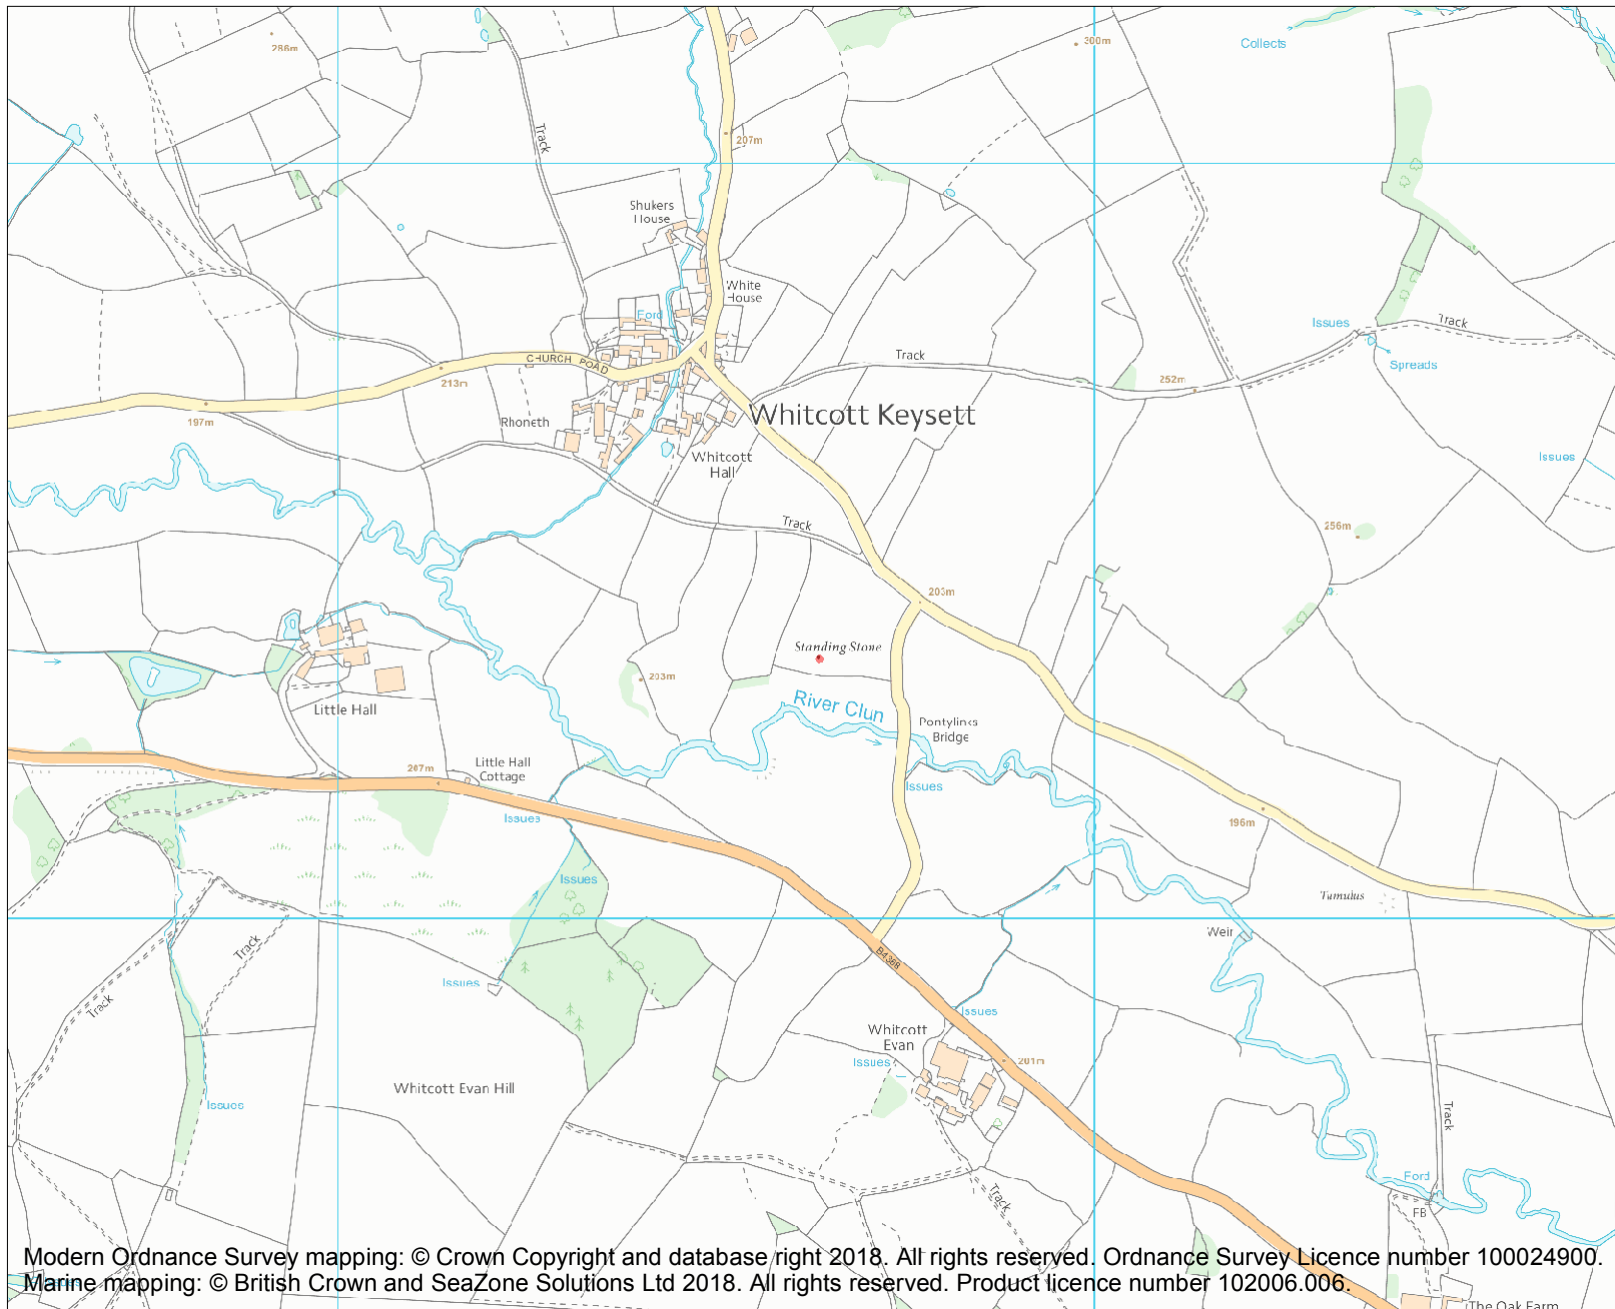 Collects
300m
286m
Track
207m
Shukers
House
White
House
Ford
Issues
Track
CHURCH ROAD
Track
Spreads
213m
252m
197m
Rhoneth
Whitcott Keysett
Whitcott
Hall
Issues
Track
256m
203m
Standing Stone
203m
River Clun
Little Hall
Pontylinks
Bridge
Little Hall
Cottage
207m
Issues
Issues
196m
Issues
Tumulus
Weir
Track
B4368
Issues
Track
Issues
Whitcott
Evan
Issues
201m
Whitcott Evan Hill
Issues
Track
Ford
Track
FB
Modern Ordnance Survey mapping: © Crown Copyright and database right 2018. All rights reserved. Ordnance Survey Licence number 100024900.
Marine mapping: © British Crown and SeaZone Solutions Ltd 2018. All rights reserved. Product licence number 102006.006.
The Oak Farm